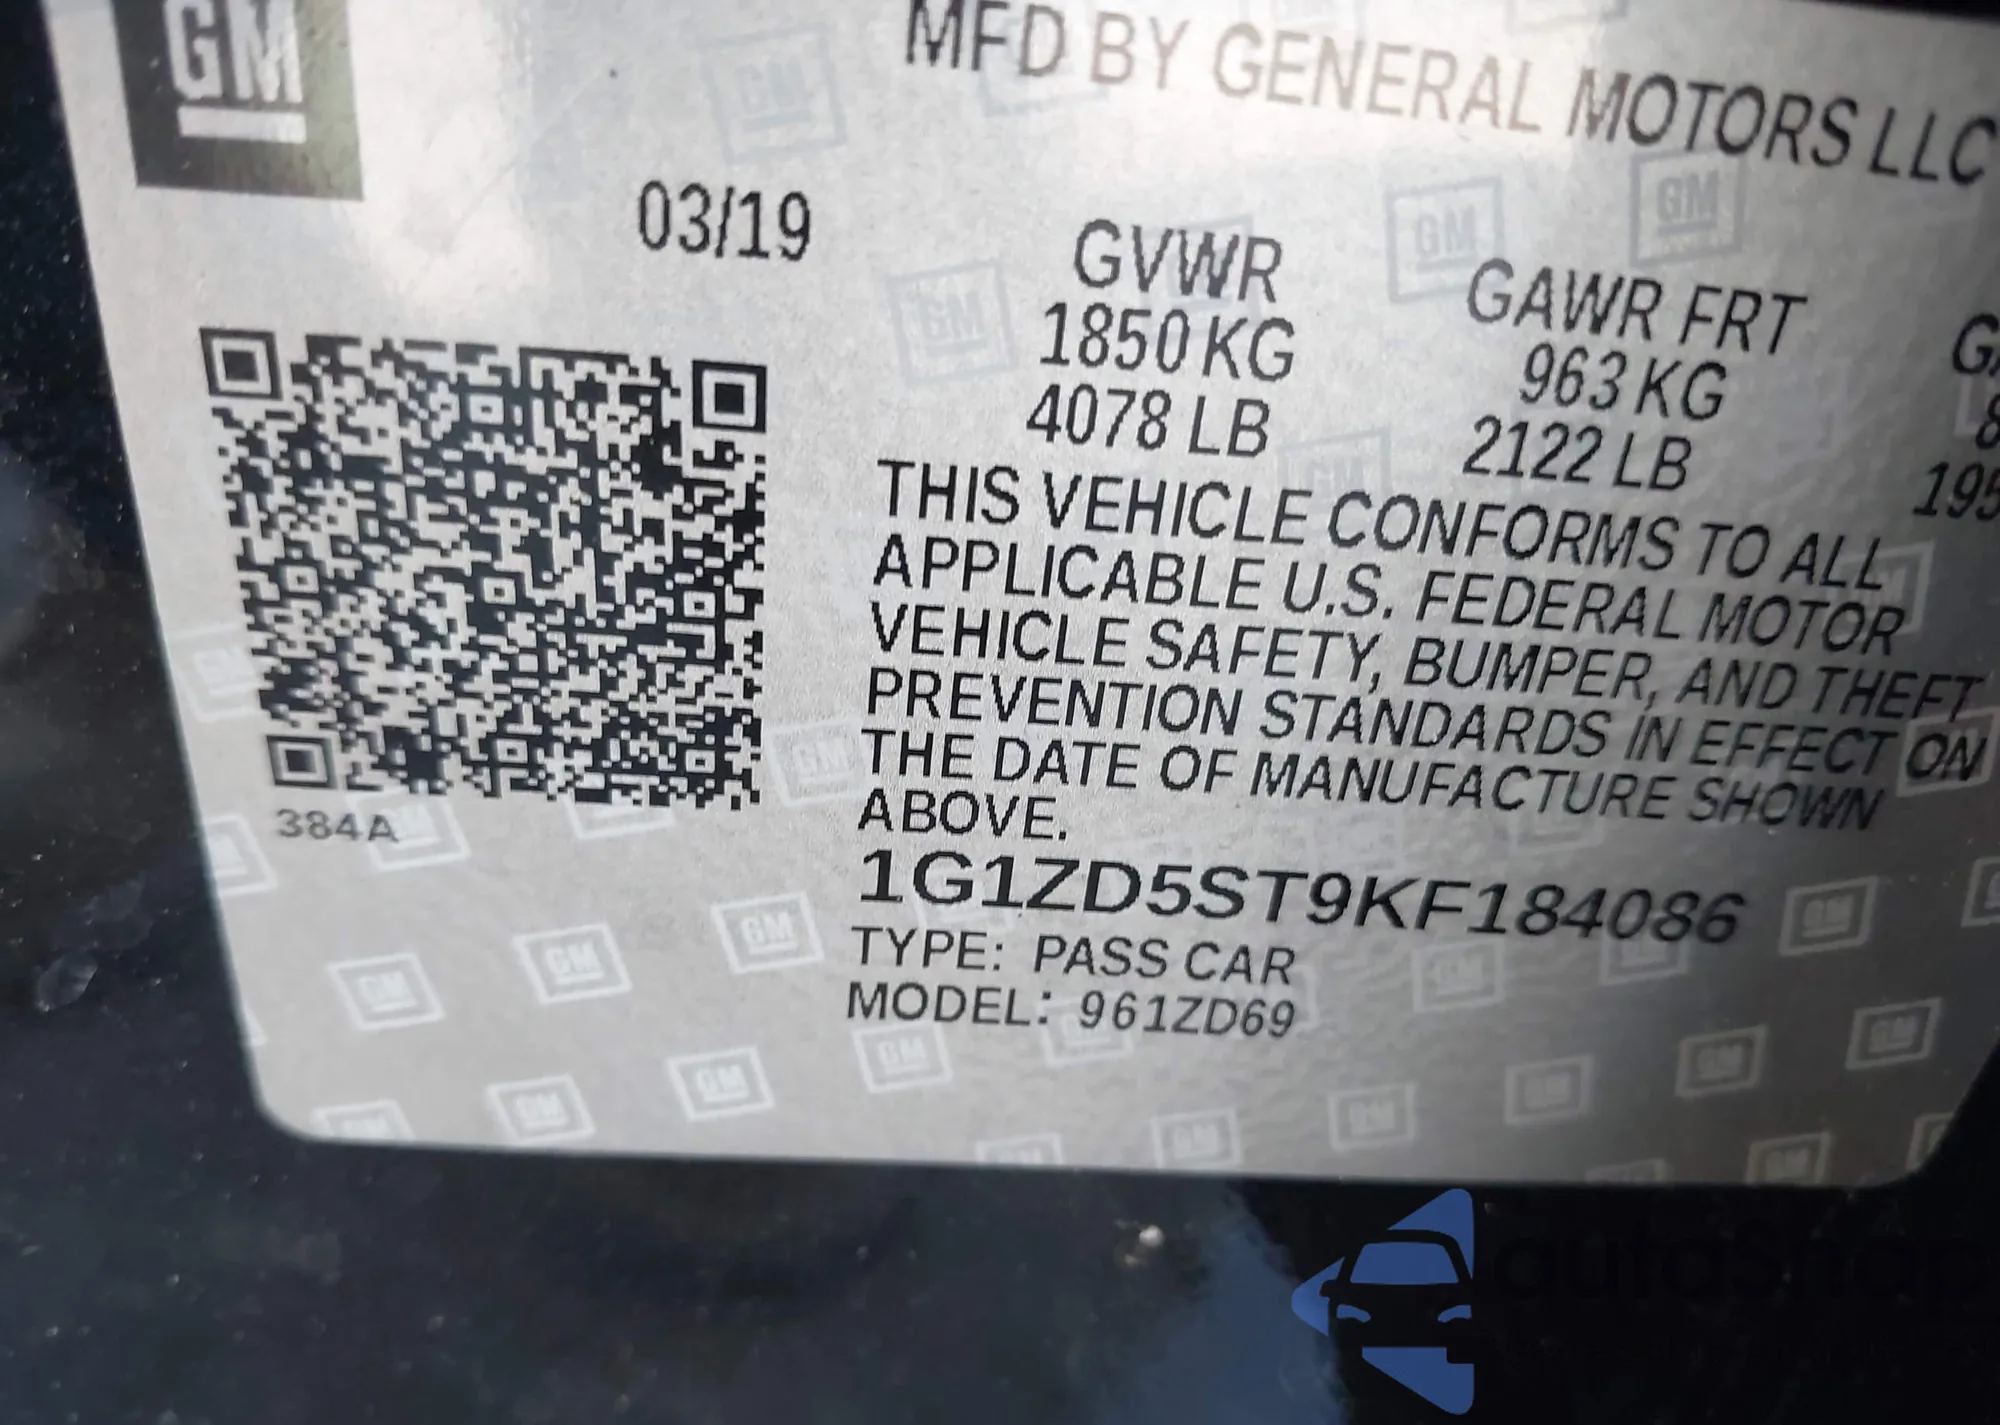 GM
MFD BY GENERAL MOTORS LLC
03/19
GVWR GAWR FRT
1850 KG 963 KG
4078 LB 2122 LB
THIS VEHICLE CONFORMS TO ALL
APPLICABLE U.S. FEDERAL MOTOR
VEHICLE SAFETY, BUMPER, AND THEFT
PREVENTION STANDARDS IN EFFECT ON
THE DATE OF MANUFACTURE SHOWN
ABOVE.
384A
1G1ZD5ST9KF184086
TYPE: PASS CAR
MODEL: 961ZD69